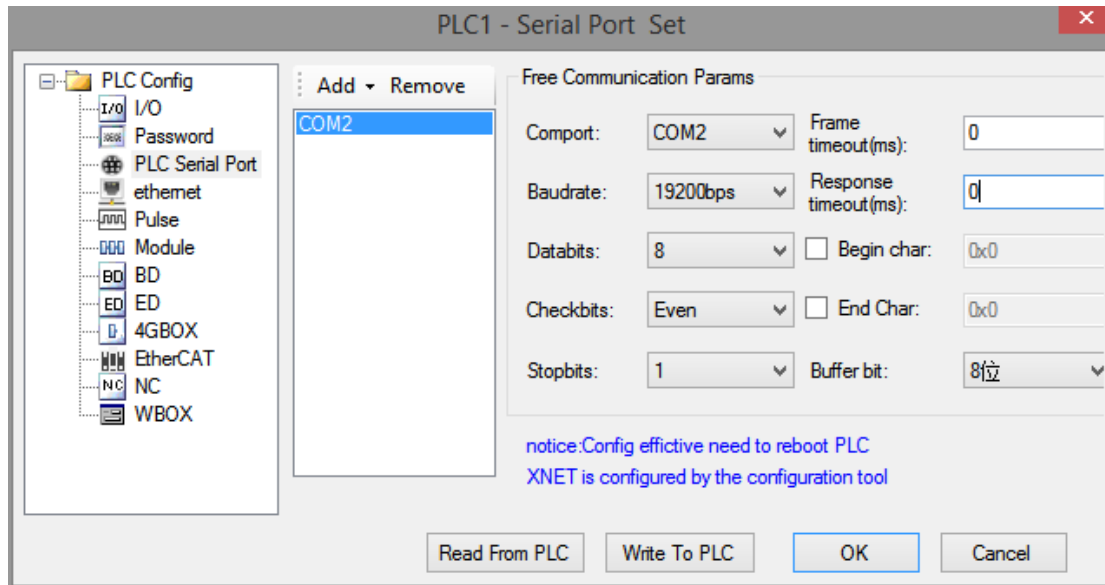 PLC1 - Serial Port Set
PLC Config
I/O I/O
Password
PLC Serial Port
ethernet
Pulse
Module
BD BD
ED ED
4GBOX
EtherCAT
NC NC
WBOX
Add Remove
COM2
Free Communication Params
Comport: COM2
Frame
timeout(ms): 0
Baudrate: 19200bps
Response
timeout(ms): 0
Databits: 8
Begin char: 0x0
Checkbits: Even
End Char: 0x0
Stopbits: 1
Buffer bit: 8位
notice:Config effictive need to reboot PLC
XNET is configured by the configuration tool
Read From PLC
Write To PLC
OK
Cancel